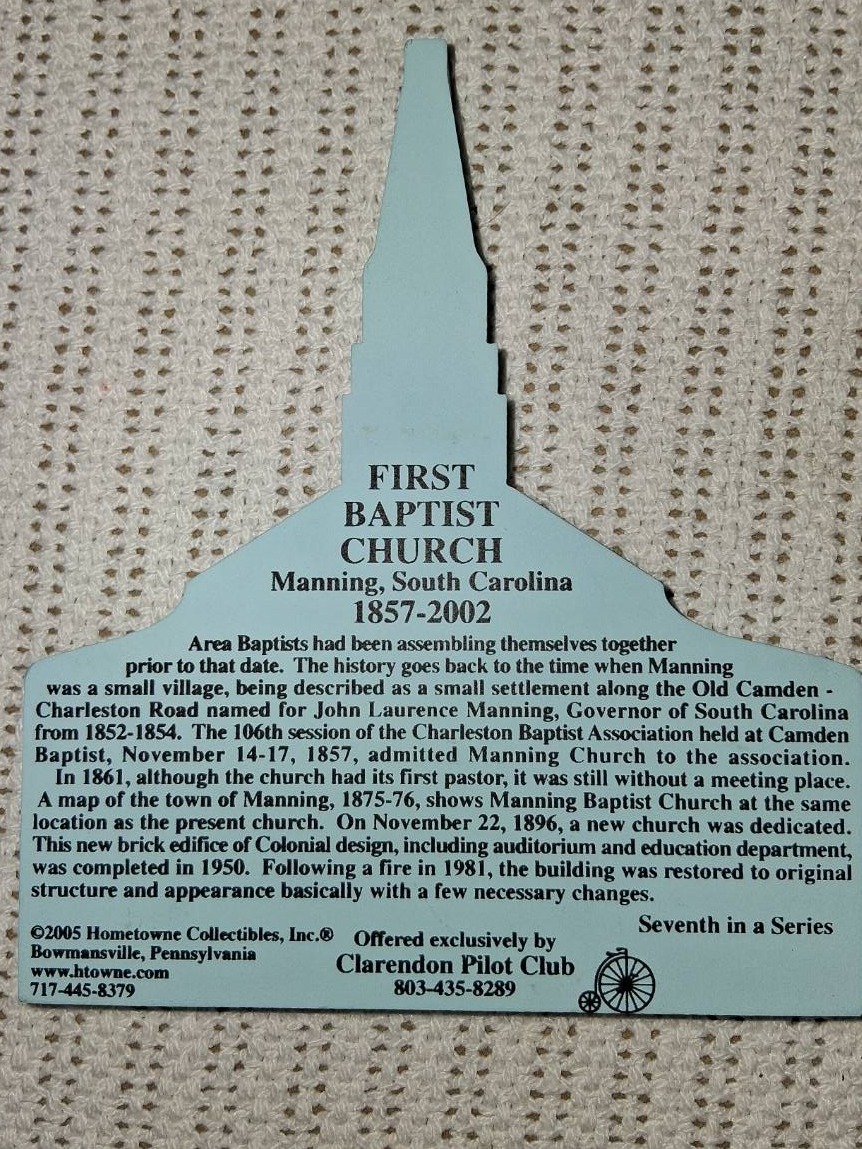 FIRST
BAPTIST
CHURCH
Manning, South Carolina
1857-2002
Area Baptists had been assembling themselves together
prior to that date. The history goes back to the time when Manning
was a small village, being described as a small settlement along the Old Camden -
Charleston Road named for John Laurence Manning, Governor of South Carolina
from 1852-1854. The 106th session of the Charleston Baptist Association held at Camden
Baptist, November 14-17, 1857, admitted Manning Church to the association.
In 1861, although the church had its first pastor, it was still without a meeting place.
A map of the town of Manning, 1875-76, shows Manning Baptist Church at the same
location as the present church. On November 22, 1896, a new church was dedicated.
This new brick edifice of Colonial design, including auditorium and education department,
was completed in 1950. Following a fire in 1981, the building was restored to original
structure and appearance basically with a few necessary changes.
Seventh in a Series
©2005 Hometowne Collectibles, Inc.®
Bowmansville, Pennsylvania
www.htowne.com
717-445-8379
Offered exclusively by
Clarendon Pilot Club
803-435-8289